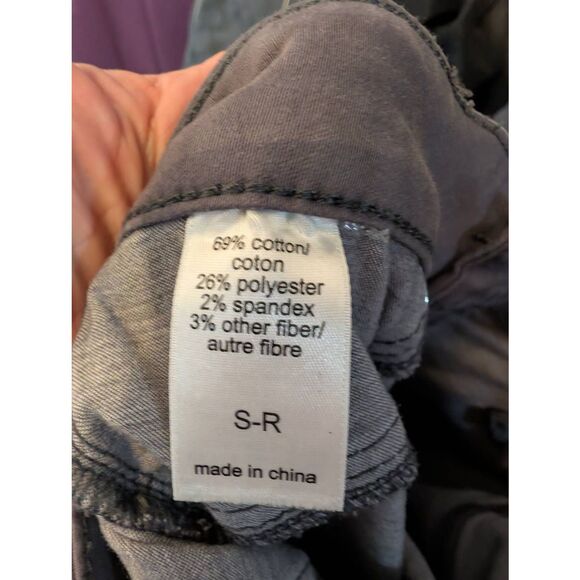 69% cotton/
coton
26% polyester
2% spandex
3% other fiber/
autre fibre
S-R
made in china